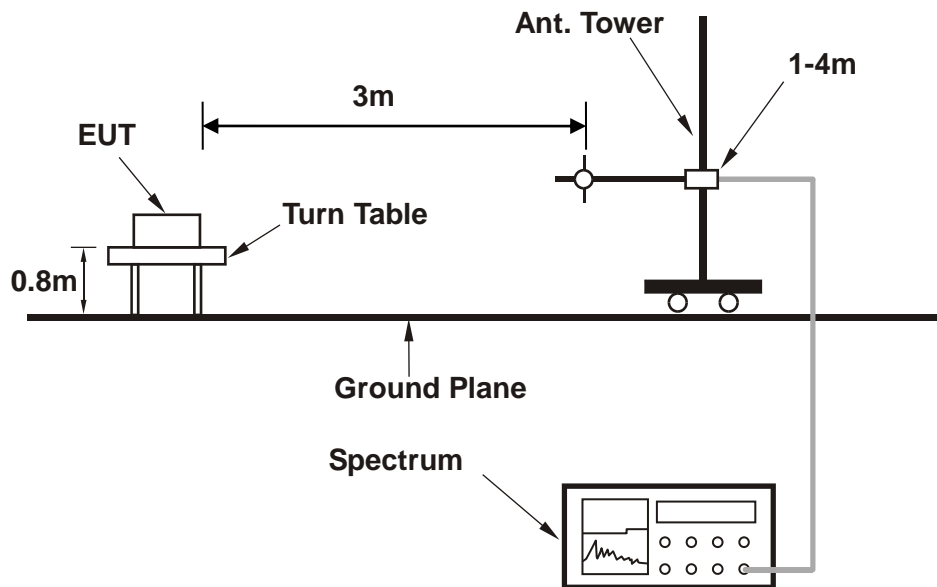 Ant. Tower
1-4m
3m
EUT
Turn Table
0.8m
Ground Plane
Spectrum